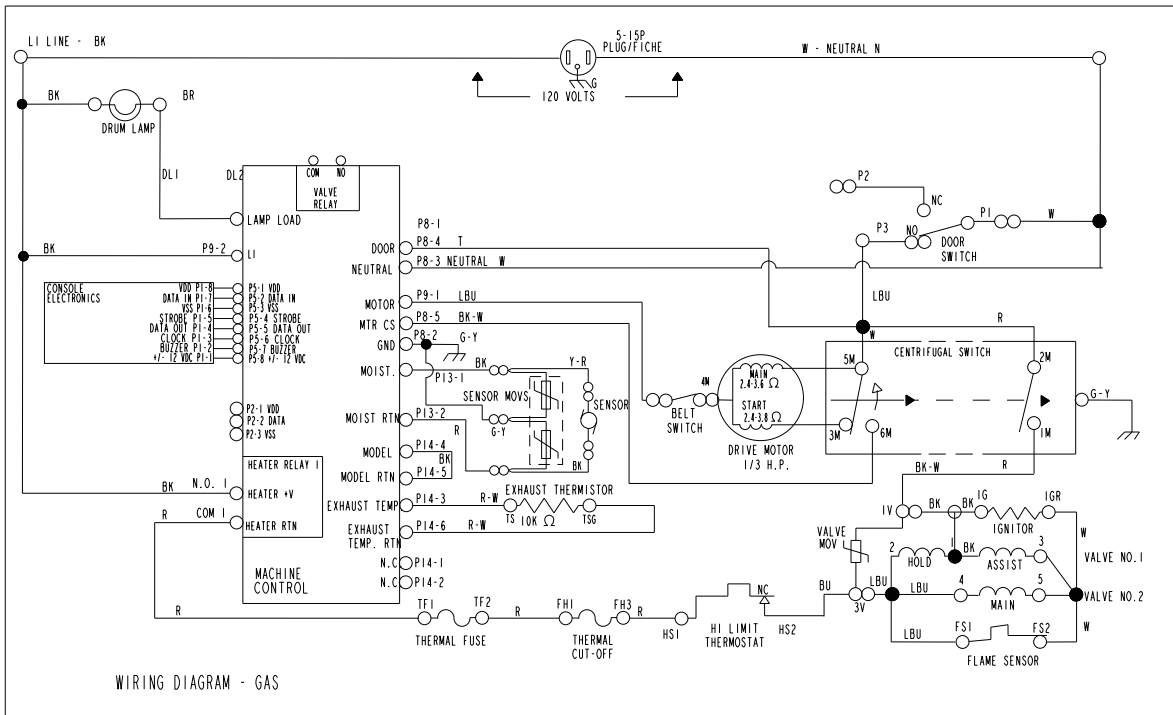 L1 LINE - BK
5-15P
PLUG/FICHE
W - NEUTRAL N
G
120 VOLTS
BK
BR
DRUM LAMP
DL1
DL2
COM
NO
VALVE
RELAY
LAMP LOAD
P2
NC
P3
NO
P1
W
DOOR
SWITCH
P8-1
DOOR
P8-4
T
BK
P9-2
L1
NEUTRAL
P8-3
NEUTRAL W
CONSOLE
ELECTRONICS
VDD P1-8
P5-1 VDD
DATA IN P1-7
P5-2 DATA IN
VSS P1-6
P5-3 VSS
STROBE P1-5
P5-4 STROBE
DATA OUT P1-4
P5-5 DATA OUT
CLOCK P1-3
P5-6 CLOCK
BUZZER P1-2
P5-7 BUZZER
+/- 12 VDC P1-1
P5-8 +/- 12 VDC
MOTOR
P9-1
LBU
MTR CS
P8-5
BK-W
GND
P8-2
G-Y
MOIST.
P13-1
BK
Y-R
LBU
R
W
CENTRIFUGAL SWITCH
5M
2M
4M
MAIN
2.4-3.6 Ω
START
2.4-3.8 Ω
BELT
SWITCH
3M
6M
1M
G-Y
DRIVE MOTOR
1/3 H.P.
SENSOR MOVS
SENSOR
G-Y
P2-1 VDD
P2-2 DATA
P2-3 VSS
MOIST RTN
P13-2
R
BK
MODEL
P14-4
BK
MODEL RTN
P14-5
HEATER RELAY 1
BK
N.O. 1
HEATER +V
R
COM 1
HEATER RTN
EXHAUST TEMP
P14-3
R-W
EXHAUST THERMISTOR
TS
10K Ω
TSG
EXHAUST
TEMP. RTN
P14-6
R-W
N.C
P14-1
N.C
P14-2
MACHINE
CONTROL
BK-W
R
1V
BK
BK
IG
IGR
IGNITOR
W
VALVE
MOV
2
HOLD
1
BK
ASSIST
3
VALVE NO.1
LBU
4
MAIN
5
VALVE NO.2
BU
3V
LBU
LBU
FS1
FS2
W
FLAME SENSOR
R
TF1
TF2
THERMAL FUSE
R
FH1
FH3
THERMAL
CUT-OFF
R
HS1
NC
HI LIMIT
THERMOSTAT
HS2
WIRING DIAGRAM - GAS